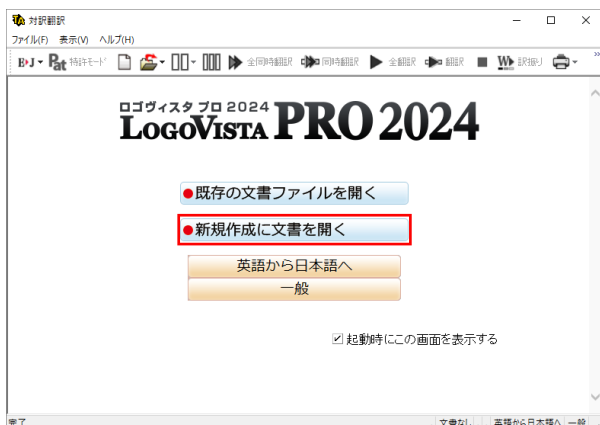 対訳翻訳
ファイル(F) 表示(V) ヘルプ(H)
E›J Pat 特許モード 全同時翻訳 同時翻訳 全翻訳 翻訳 W 訳振り
ロゴヴィスタ プロ 2024
LOGOVISTA PRO 2024
既存の文書ファイルを開く
新規作成に文書を開く
英語から日本語へ
一般
起動時にこの画面を表示する
完了 文書なし 英語から日本語へ 一般